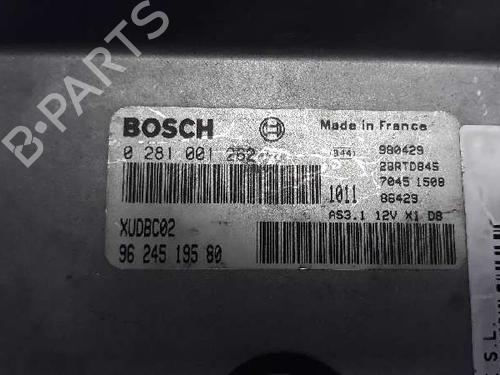 B-PARTS
BOSCH
Made in France
0 281 001 262
3441
980429
28RTD845
7045 1508
1011
86429
XUDBC02
AS3.1 12V X1 D8
96 245 195 80
S.L.